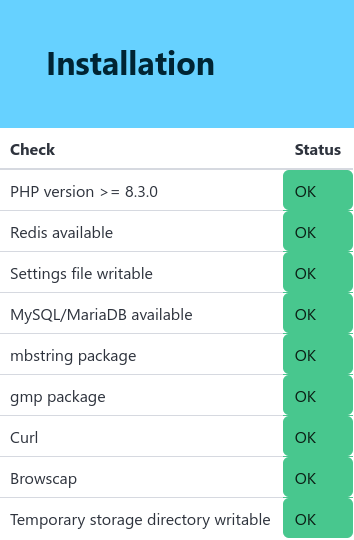 Installation
Check Status
PHP version >= 8.3.0 OK
Redis available OK
Settings file writable OK
MySQL/MariaDB available OK
mbstring package OK
gmp package OK
Curl OK
Browscap OK
Temporary storage directory writable OK